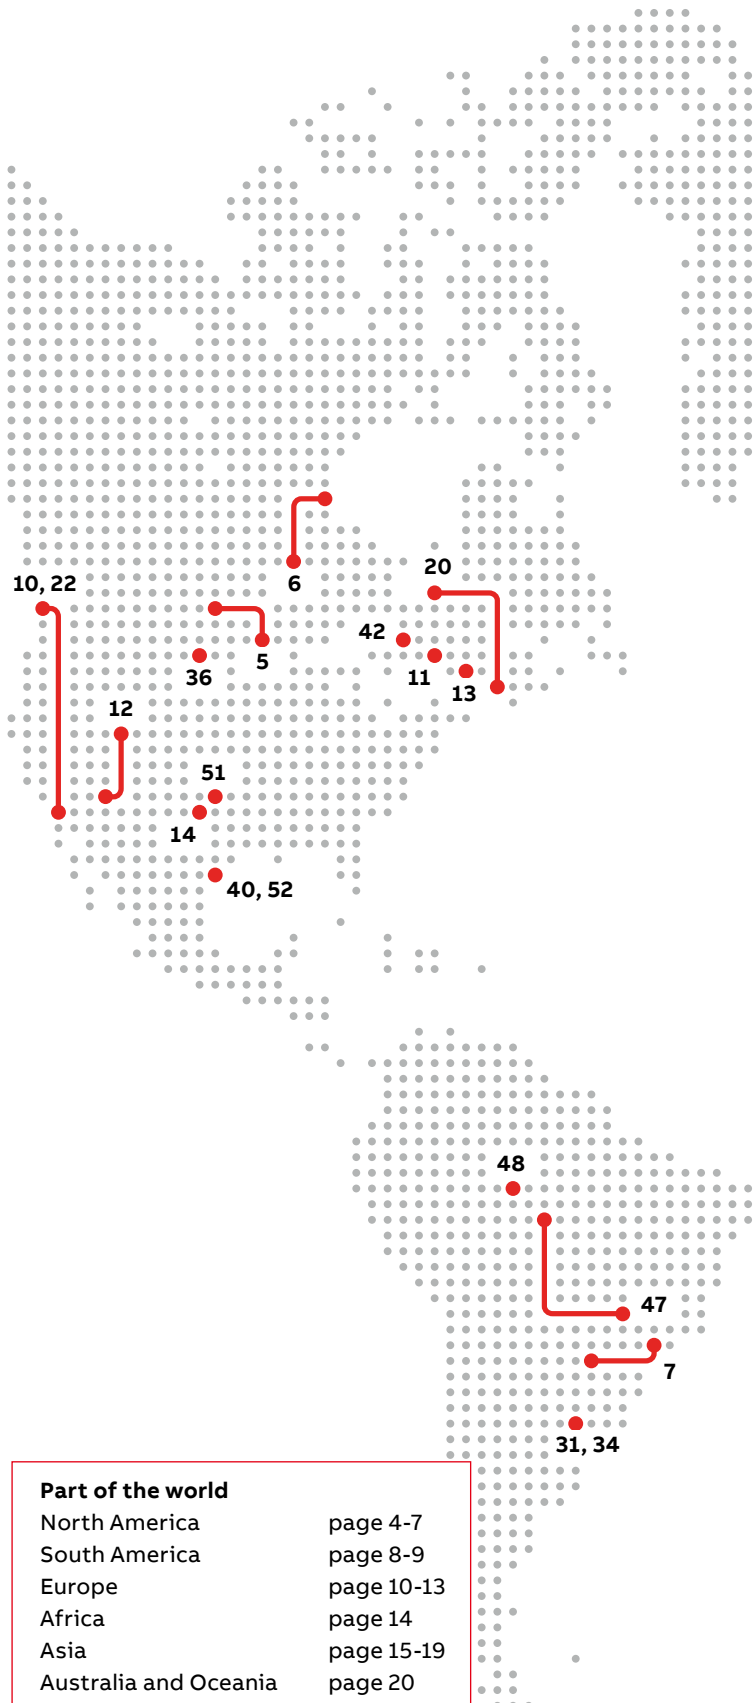 20
10, 22
6
42
5
36
11
13
12
51
14
40, 52
48
47
7
31, 34
Part of the world
North America page 4-7
South America page 8-9
Europe page 10-13
Africa page 14
Asia page 15-19
Australia and Oceania page 20